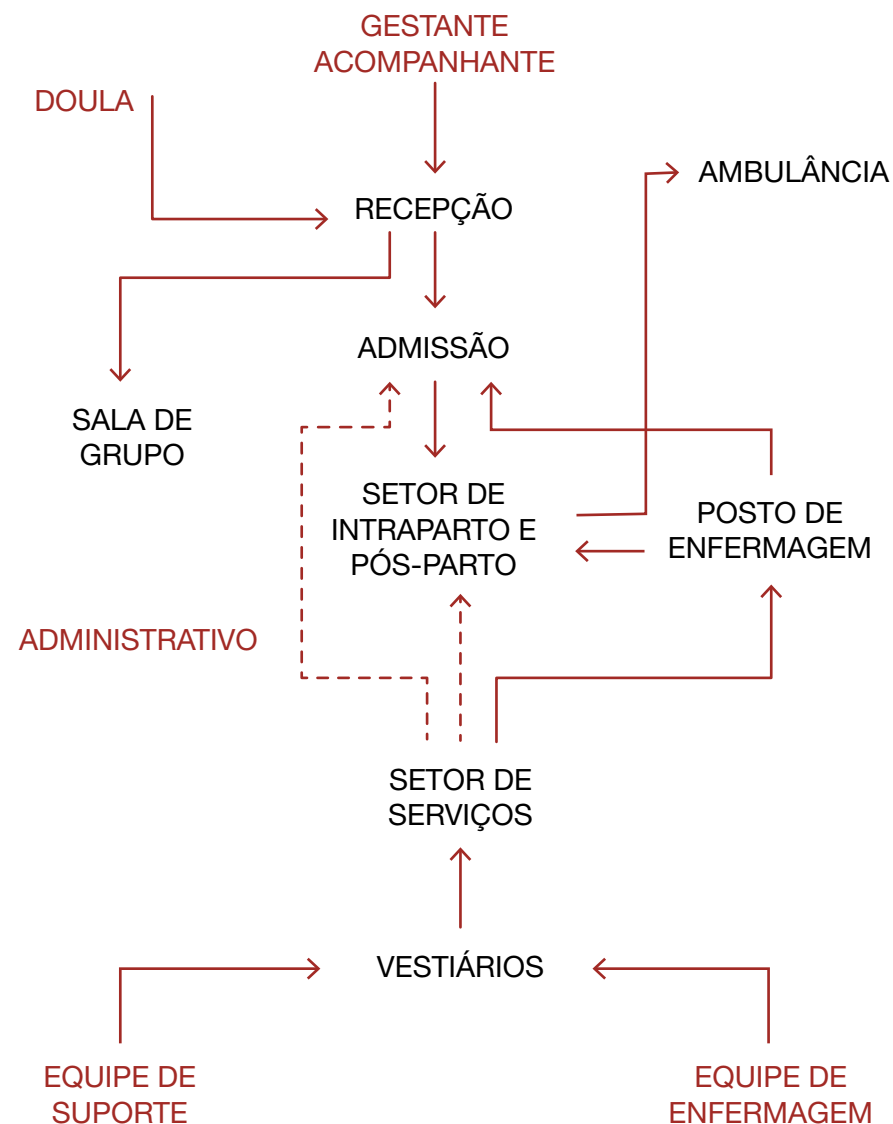 GESTANTE
ACOMPANHANTE
DOULA
AMBULÂNCIA
RECEPÇÃO
ADMISSÃO
SALA DE
GRUPO
SETOR DE
INTRAPARTO E
PÓS-PARTO
POSTO DE
ENFERMAGEM
ADMINISTRATIVO
SETOR DE
SERVIÇOS
VESTIÁRIOS
EQUIPE DE
SUPORTE
EQUIPE DE
ENFERMAGEM